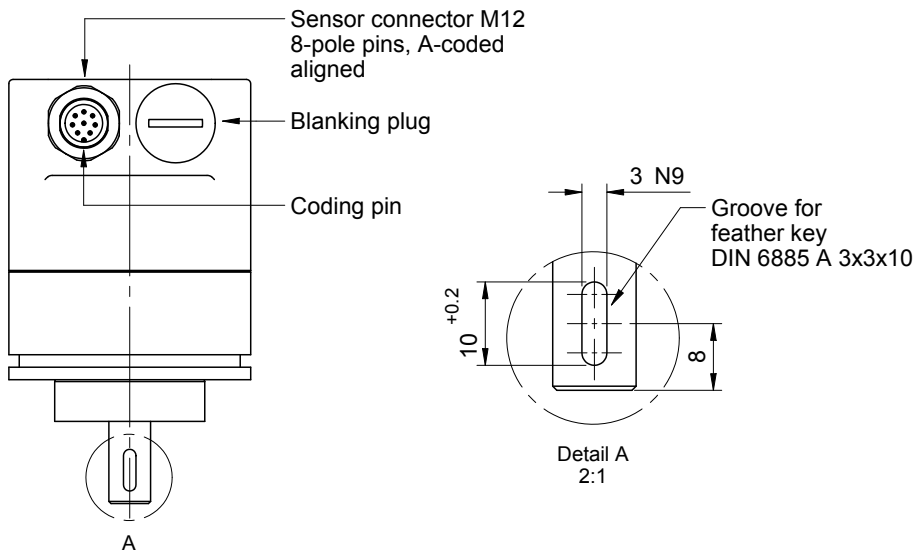 Sensor connector M12
8-pole pins, A-coded
aligned
Blanking plug
Coding pin
3 N9
Groove for
feather key
DIN 6885 A 3x3x10
10 +0.2
8
Detail A
2:1
A